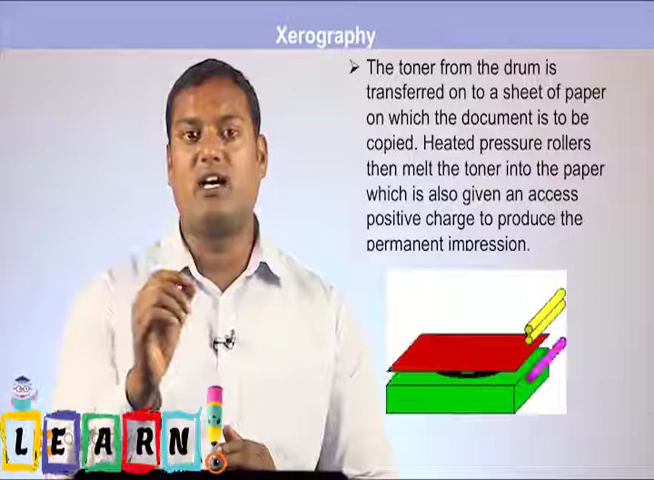 Xerography
➤ The toner from the drum is
transferred on to a sheet of paper
on which the document is to be
copied. Heated pressure rollers
then melt the toner into the paper
which is also given an access
positive charge to produce the
permanent impression.
LEARN